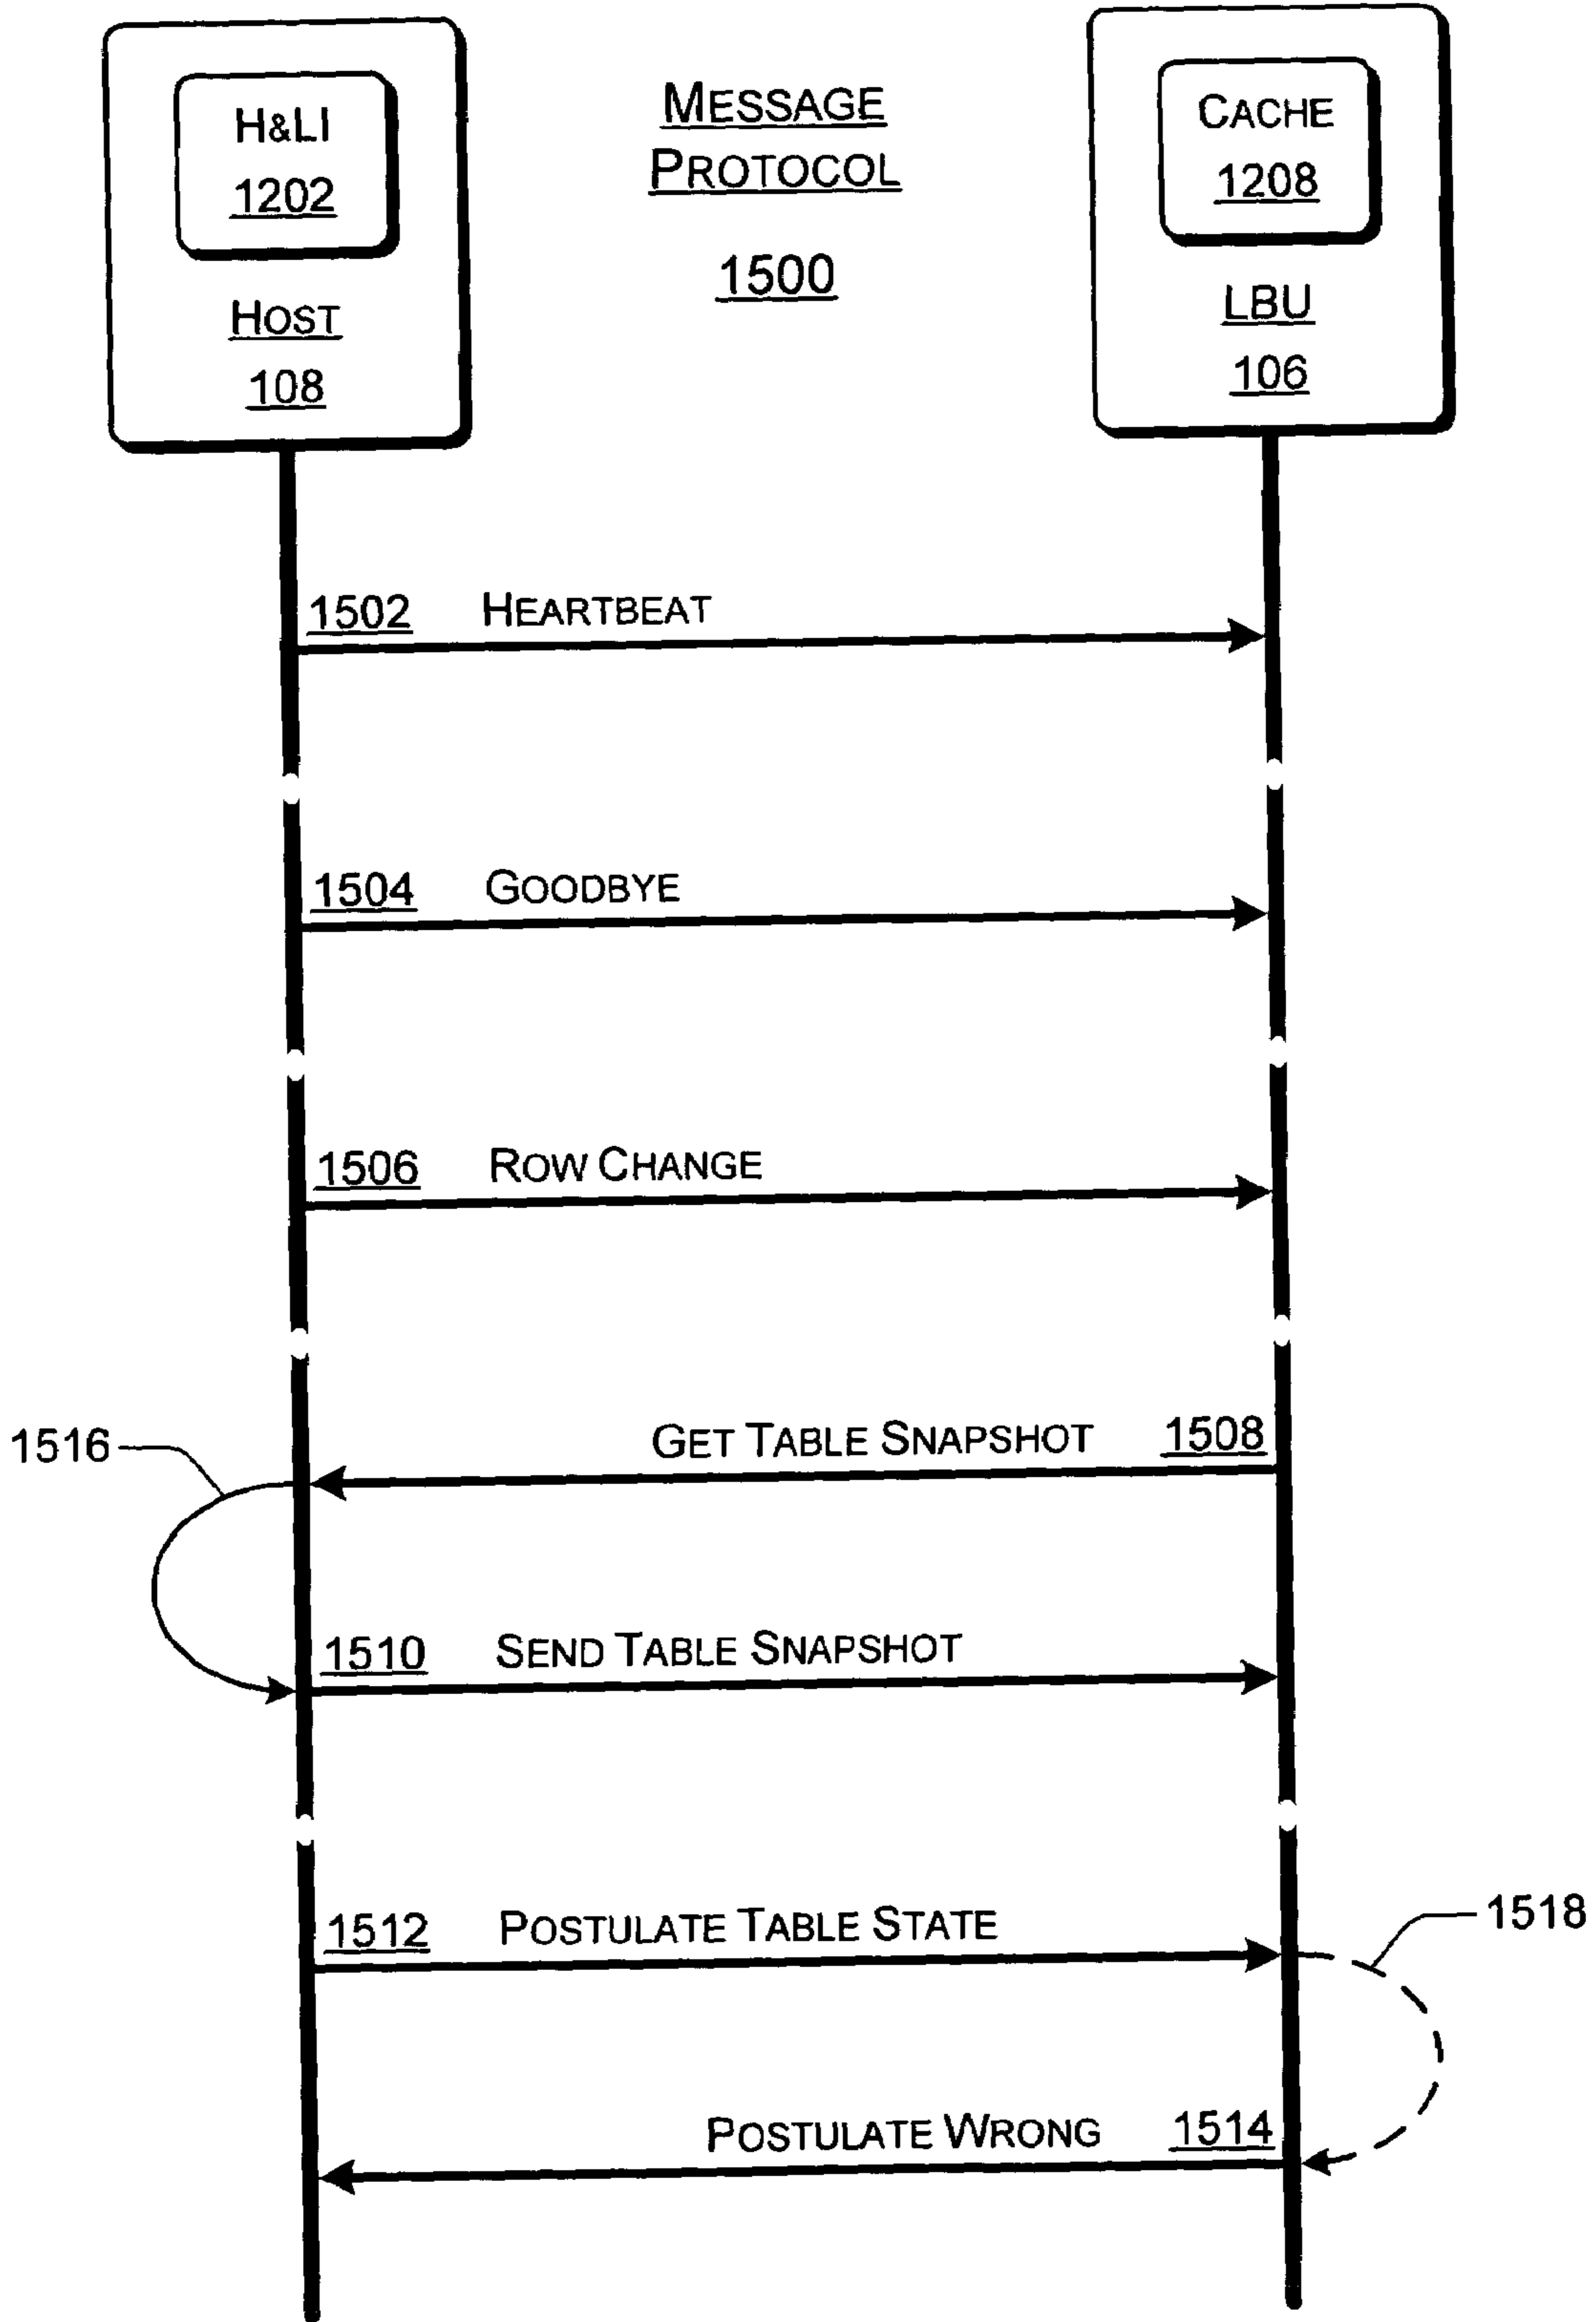 H&LI
1202
HOST
108
MESSAGE
PROTOCOL
1500
CACHE
1208
LBU
106
1502 HEARTBEAT
1504 GOODBYE
1506 ROW CHANGE
GET TABLE SNAPSHOT 1508
1516
1510 SEND TABLE SNAPSHOT
1512 POSTULATE TABLE STATE
1518
POSTULATE WRONG 1514